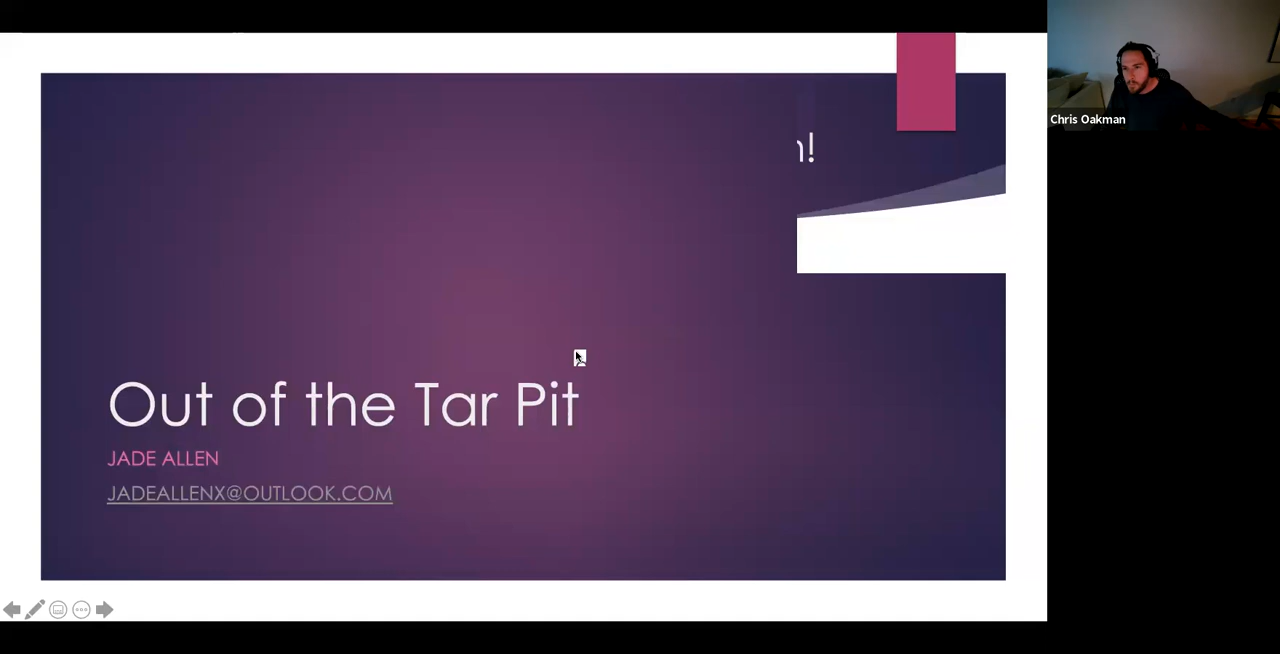 Chris Oakman
n!
Out of the Tar Pit
JADE ALLEN
JADEALLENX@OUTLOOK.COM